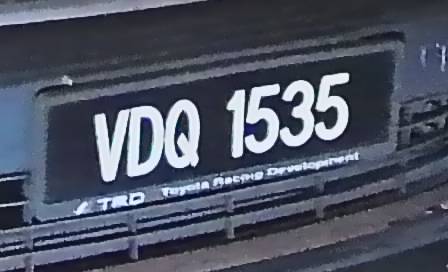 VDQ 1535
TRD Toyota Racing Development